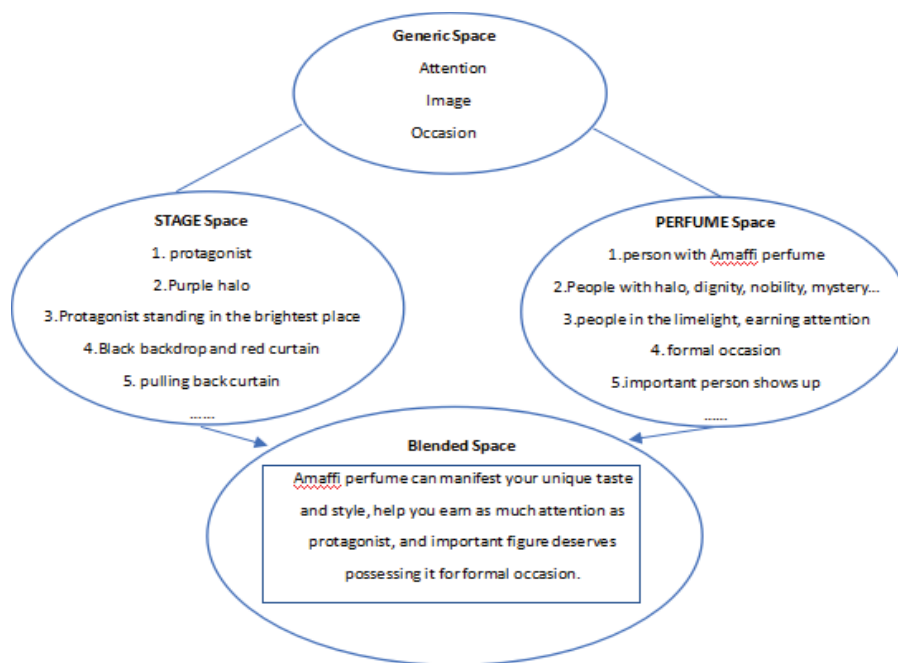 Generic Space
Attention
Image
Occasion
STAGE Space
1. protagonist
2.Purple halo
3.Protagonist standing in the brightest place
4.Black backdrop and red curtain
5. pulling back curtain
……
PERFUME Space
1.person with Amaffi perfume
2.People with halo, dignity, nobility, mystery...
3.people in the limelight, earning attention
4. formal occasion
5.important person shows up
…….
Blended Space
Amaffi perfume can manifest your unique taste
and style, help you earn as much attention as
protagonist, and important figure deserves
possessing it for formal occasion.